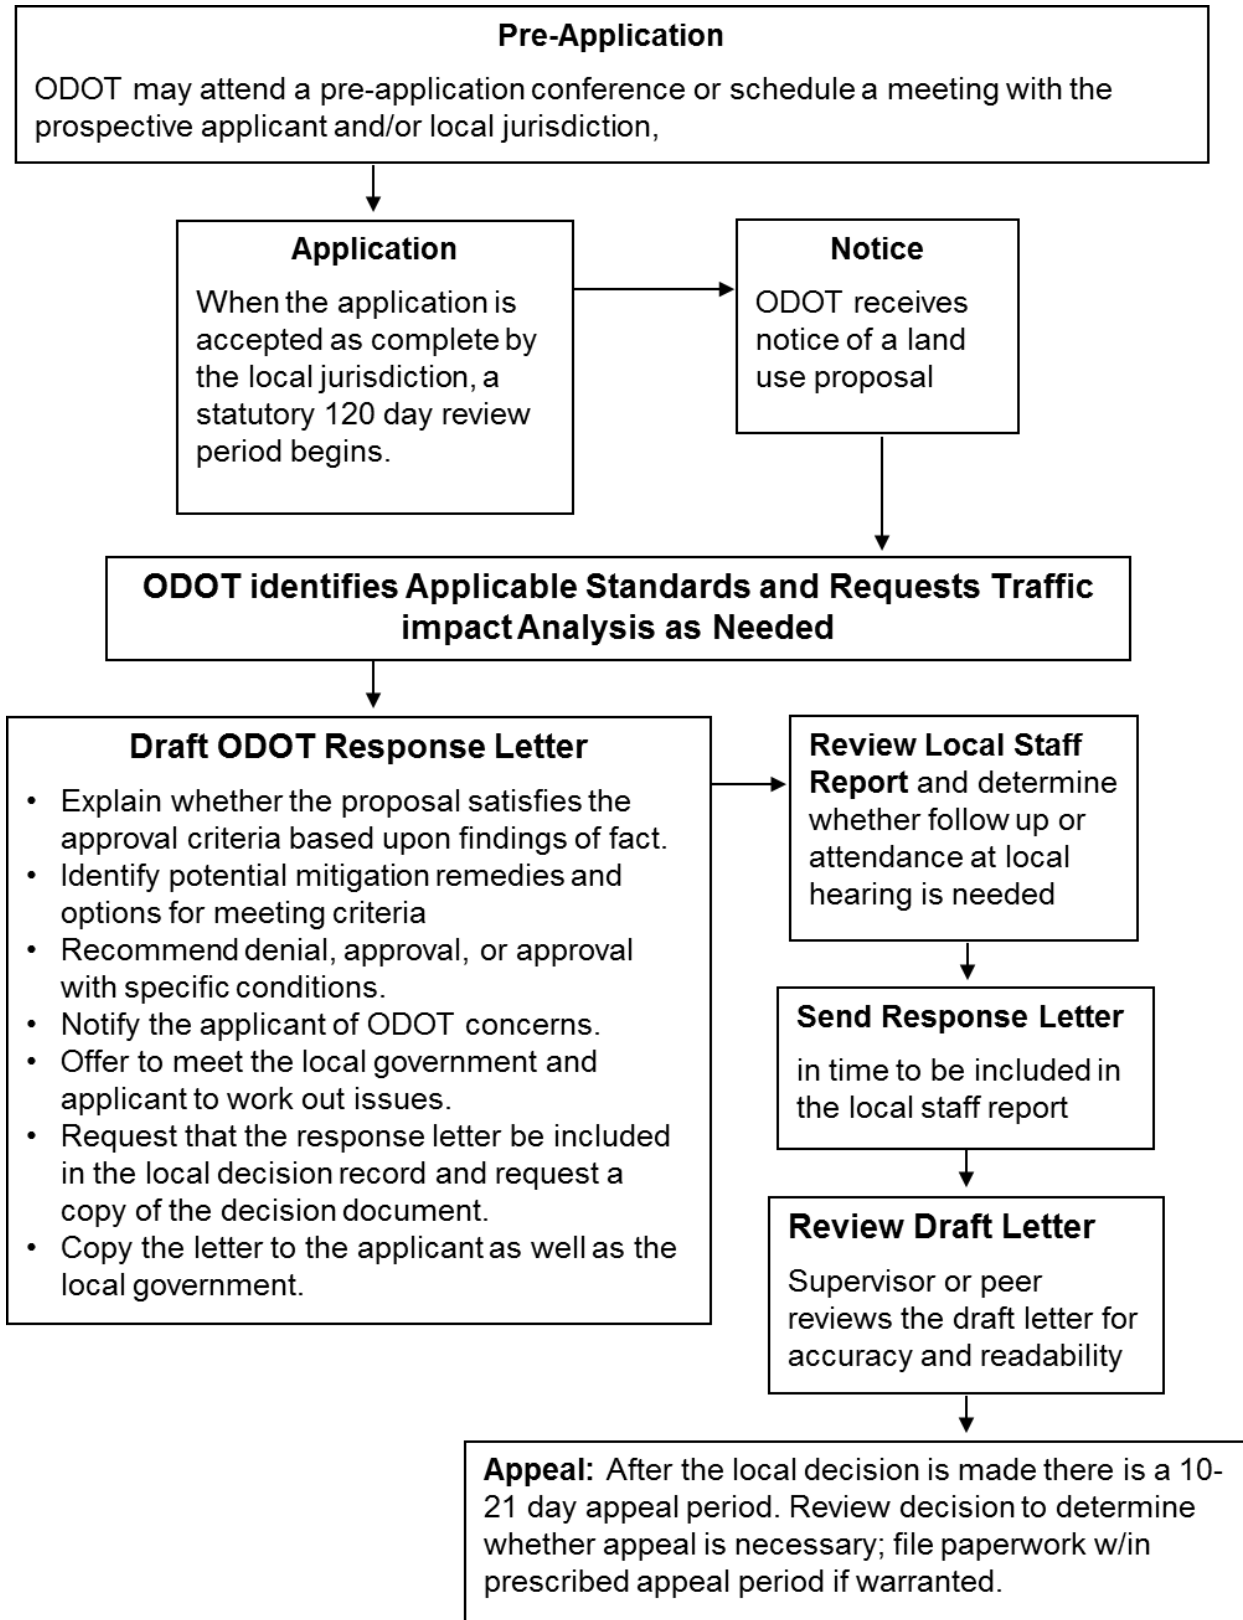 Pre-Application
ODOT may attend a pre-application conference or schedule a meeting with the
prospective applicant and/or local jurisdiction,
Application
When the application is
accepted as complete by
the local jurisdiction, a
statutory 120 day review
period begins.
Notice
ODOT receives
notice of a land
use proposal
ODOT identifies Applicable Standards and Requests Traffic
impact Analysis as Needed
Draft ODOT Response Letter
• Explain whether the proposal satisfies the
approval criteria based upon findings of fact.
• Identify potential mitigation remedies and
options for meeting criteria
• Recommend denial, approval, or approval
with specific conditions.
• Notify the applicant of ODOT concerns.
• Offer to meet the local government and
applicant to work out issues.
• Request that the response letter be included
in the local decision record and request a
copy of the decision document.
• Copy the letter to the applicant as well as the
local government.
Review Local Staff
Report and determine
whether follow up or
attendance at local
hearing is needed
Send Response Letter
in time to be included in
the local staff report
Review Draft Letter
Supervisor or peer
reviews the draft letter for
accuracy and readability
Appeal: After the local decision is made there is a 10-
21 day appeal period. Review decision to determine
whether appeal is necessary; file paperwork w/in
prescribed appeal period if warranted.